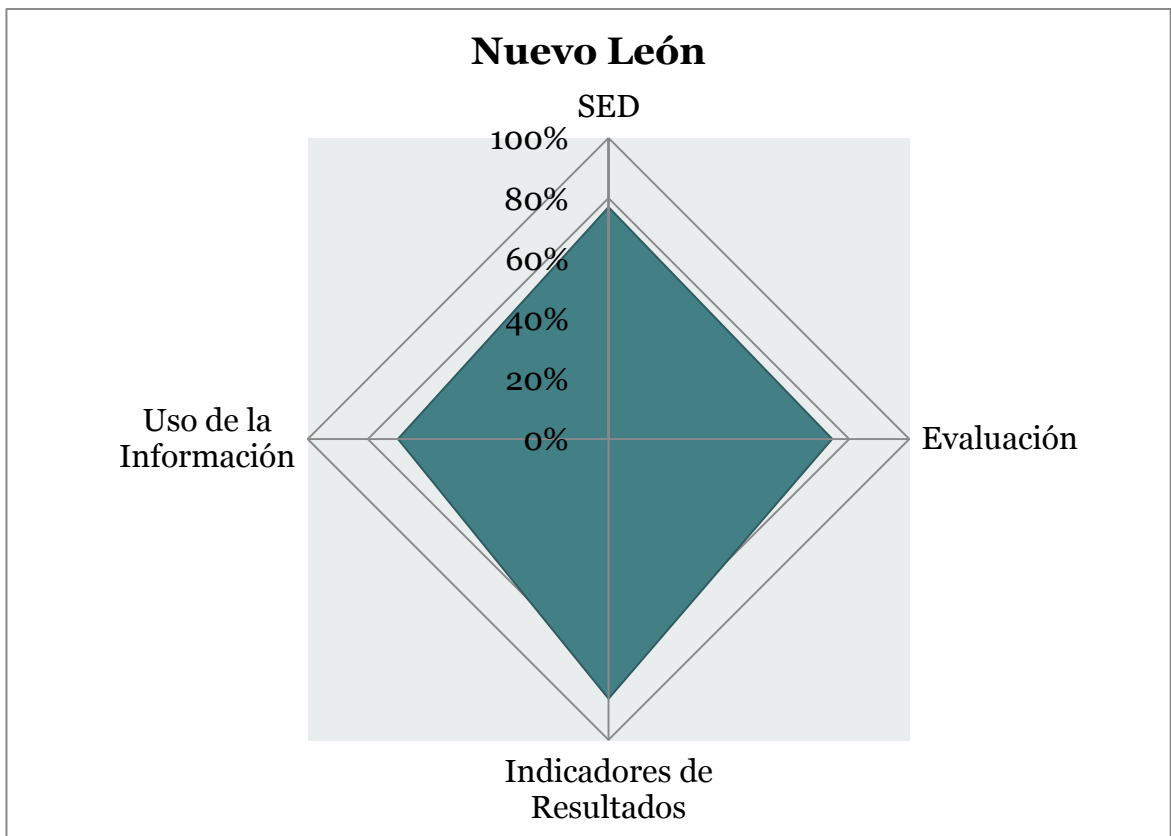 Nuevo León
SED
100%
80%
60%
40%
20%
0%
Uso de la
Información
Evaluación
Indicadores de
Resultados